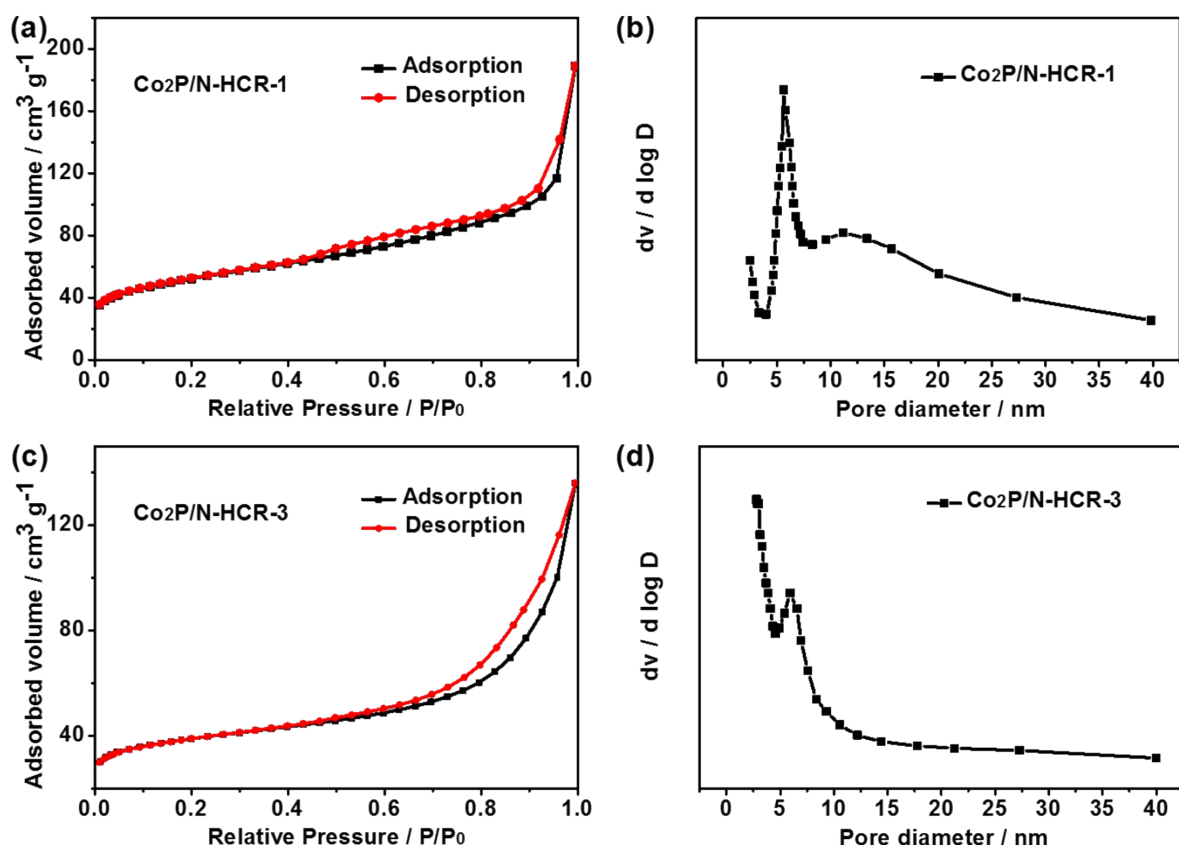 (a)
200
160
120
80
40
0
Adsorbed volume / cm³ g⁻¹
Co₂P/N-HCR-1
Adsorption
Desorption
0.0 0.2 0.4 0.6 0.8 1.0
Relative Pressure / P/P₀
(b)
dv / d log D
Co₂P/N-HCR-1
0 5 10 15 20 25 30 35 40
Pore diameter / nm
(c)
120
80
40
Adsorbed volume / cm³ g⁻¹
Co₂P/N-HCR-3
Adsorption
Desorption
0.0 0.2 0.4 0.6 0.8 1.0
Relative Pressure / P/P₀
(d)
dv / d log D
Co₂P/N-HCR-3
0 5 10 15 20 25 30 35 40
Pore diameter / nm